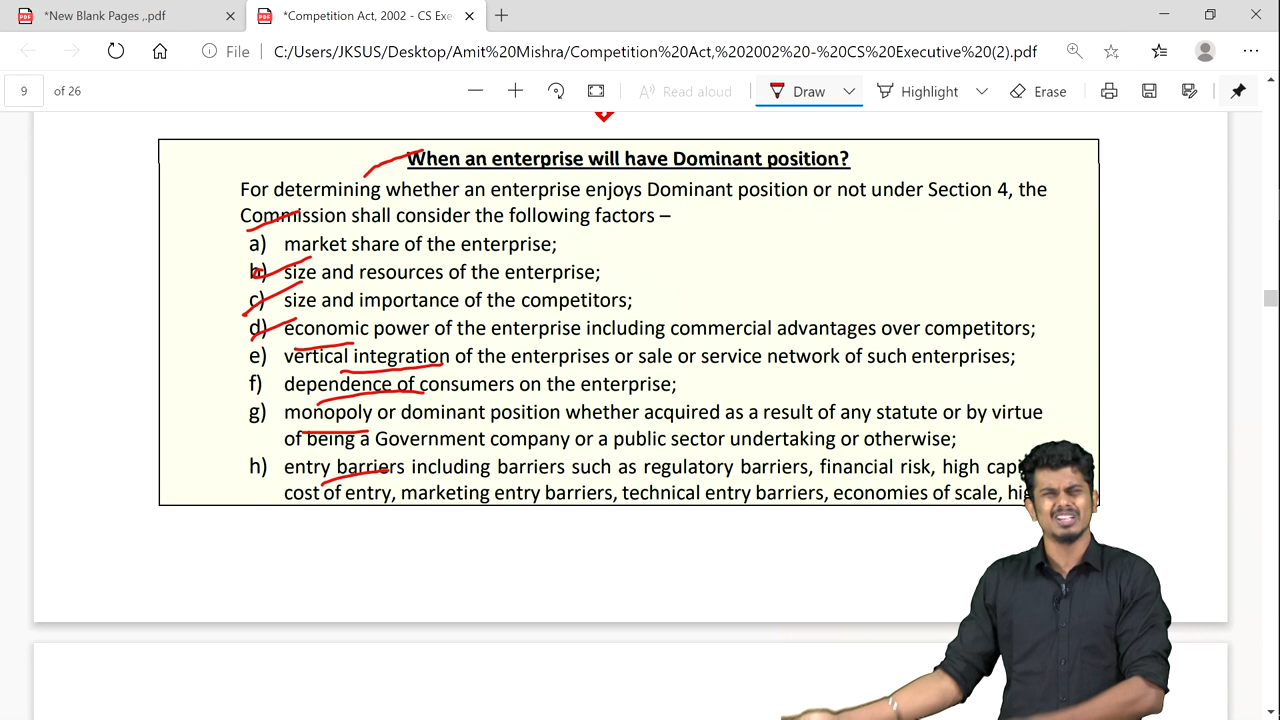 *New Blank Pages ,.pdf
*Competition Act, 2002 - CS Exe
File
C:/Users/JKSUS/Desktop/Amit%20Mishra/Competition%20Act,%202002%20-%20CS%20Executive%20(2).pdf
9 of 26
Read aloud
Draw
Highlight
Erase
When an enterprise will have Dominant position?
For determining whether an enterprise enjoys Dominant position or not under Section 4, the
Commission shall consider the following factors –
a) market share of the enterprise;
b) size and resources of the enterprise;
c) size and importance of the competitors;
d) economic power of the enterprise including commercial advantages over competitors;
e) vertical integration of the enterprises or sale or service network of such enterprises;
f) dependence of consumers on the enterprise;
g) monopoly or dominant position whether acquired as a result of any statute or by virtue
of being a Government company or a public sector undertaking or otherwise;
h) entry barriers including barriers such as regulatory barriers, financial risk, high
cost of entry, marketing entry barriers, technical entry barriers, economies of scale,